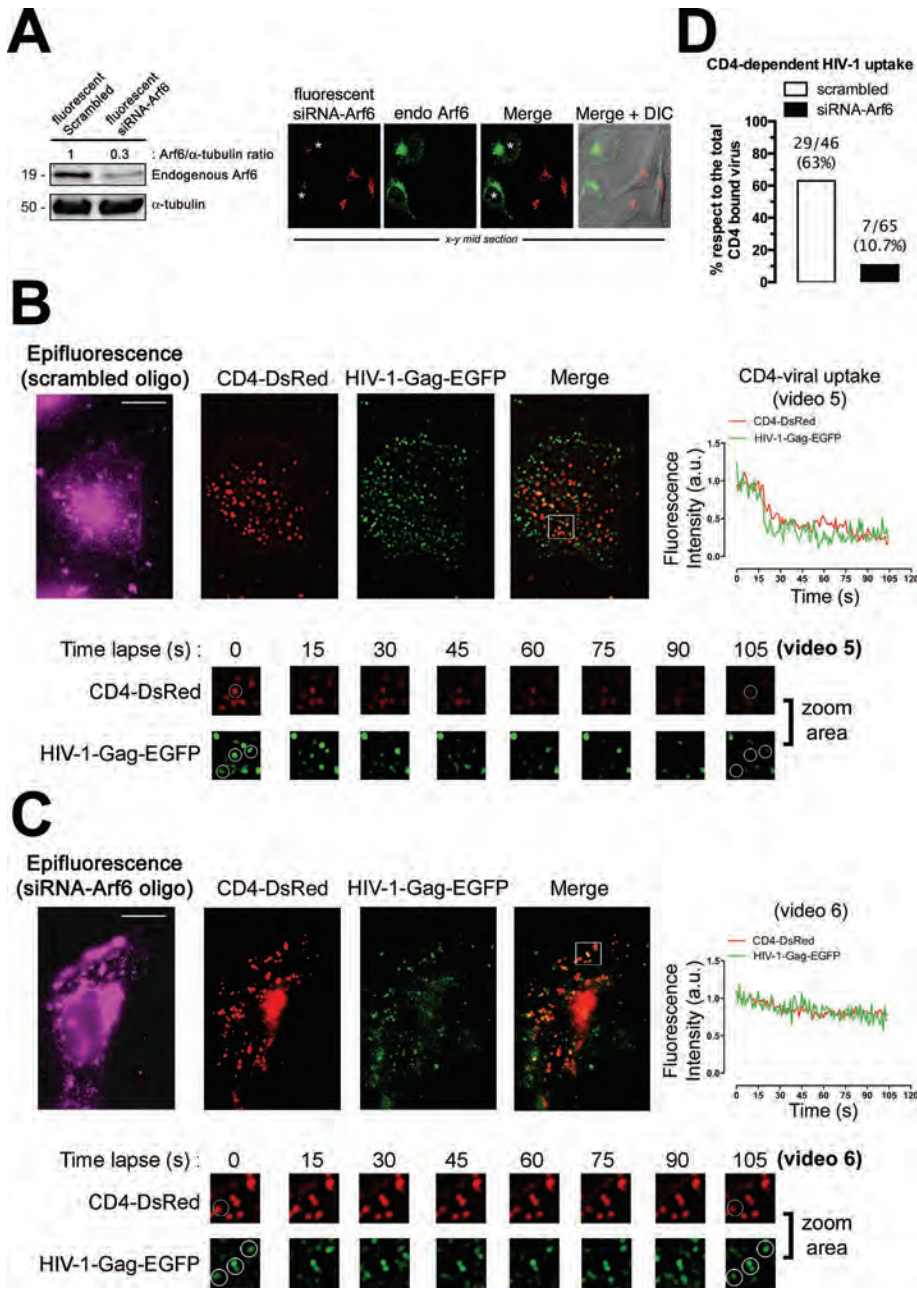 A
fluorescent Scrambled
fluorescent siRNA-Arf6
1 0.3 : Arf6/α-tubulin ratio
19 - Endogenous Arf6
50 - α-tubulin
fluorescent
siRNA-Arf6 endo Arf6 Merge Merge + DIC
* * * *
x-y mid section
D
CD4-dependent HIV-1 uptake
scrambled
siRNA-Arf6
% respect to the total
CD4 bound virus
100
80
60
40
20
0
29/46
(63%)
7/65
(10.7%)
B
Epifluorescence
(scrambled oligo) CD4-DsRed HIV-1-Gag-EGFP Merge
CD4-viral uptake
(video 5)
CD4-DsRed
HIV-1-Gag-EGFP
Fluorescence
Intensity (a.u.)
1.5
1.0
0.5
0.0
0 15 30 45 60 75 90 105 120
Time (s)
Time lapse (s) : 0 15 30 45 60 75 90 105 (video 5)
CD4-DsRed
HIV-1-Gag-EGFP
zoom
area
C
Epifluorescence
(siRNA-Arf6 oligo) CD4-DsRed HIV-1-Gag-EGFP Merge
(video 6)
CD4-DsRed
HIV-1-Gag-EGFP
Fluorescence
Intensity (a.u.)
1.5
1.0
0.5
0.0
0 15 30 45 60 75 90 105 120
Time (s)
Time lapse (s) : 0 15 30 45 60 75 90 105 (video 6)
CD4-DsRed
HIV-1-Gag-EGFP
zoom
area